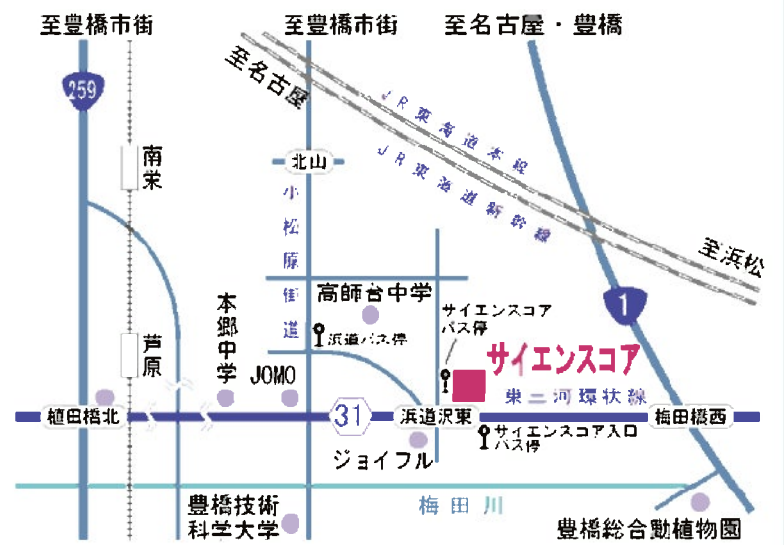 至豊橋市街
至豊橋市街
至名古屋・豊橋
259
至名古屋
JR東海道本線
JR東海道新幹線
至浜松
南栄
北山
小松原街道
1
芦原
本郷中学
JOMO
高師台中学
浜道バス停
サイエンスコア
バス停
サイエンスコア
東三河環状線
植田橋北
31
浜道沢東
梅田橋西
サイエンスコア入口
バス停
ジョイフル
豊橋技術
科学大学
梅田川
豊橋総合動植物園